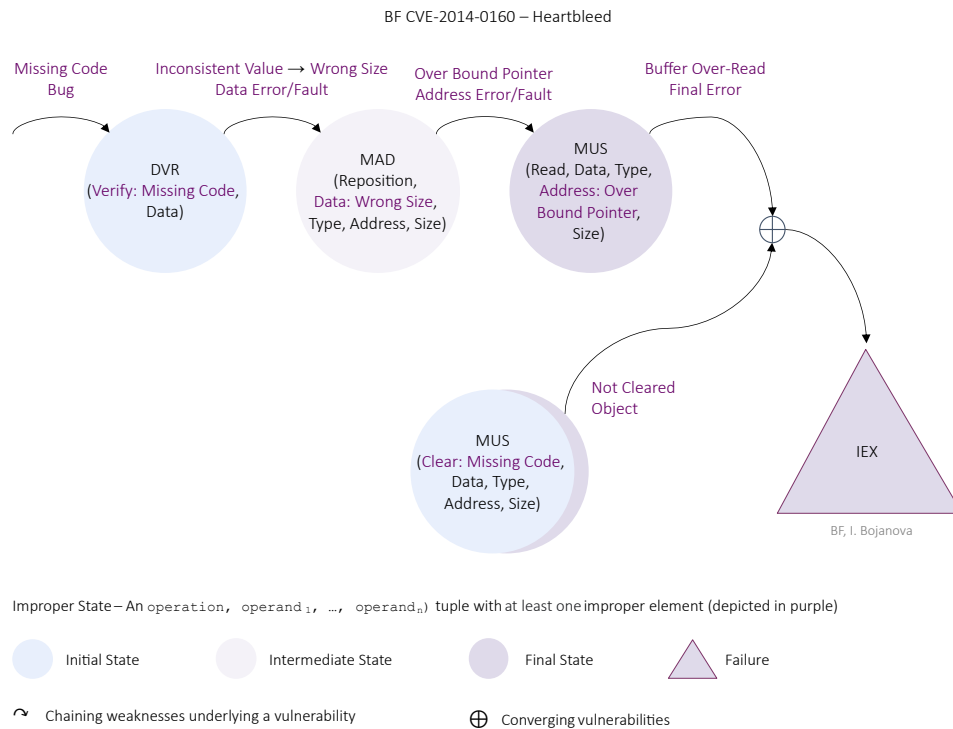 BF CVE-2014-0160 – Heartbleed
Missing Code
Bug
Inconsistent Value → Wrong Size
Data Error/Fault
Over Bound Pointer
Address Error/Fault
Buffer Over-Read
Final Error
DVR
(Verify: Missing Code,
Data)
MAD
(Reposition,
Data: Wrong Size,
Type, Address, Size)
MUS
(Read, Data, Type,
Address: Over
Bound Pointer,
Size)
Not Cleared
Object
MUS
(Clear: Missing Code,
Data, Type,
Address, Size)
IEX
BF, I. Bojanova
Improper State – An operation, operand₁, …, operandₙ) tuple with at least one improper element (depicted in purple)
Initial State
Intermediate State
Final State
Failure
Chaining weaknesses underlying a vulnerability
Converging vulnerabilities